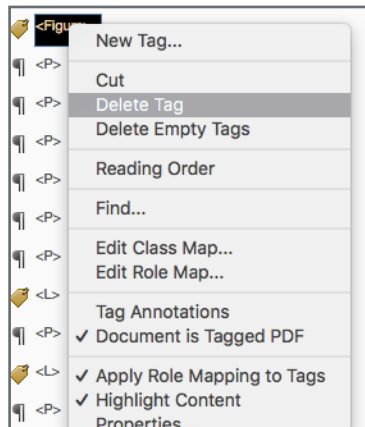 <Figure>
New Tag...
<P>
Cut
<P>
Delete Tag
Delete Empty Tags
<P>
Reading Order
<P>
Find...
<P>
Edit Class Map...
<P>
Edit Role Map...
<L>
Tag Annotations
<P>
✓ Document is Tagged PDF
<L>
✓ Apply Role Mapping to Tags
✓ Highlight Content
<P>
Properties